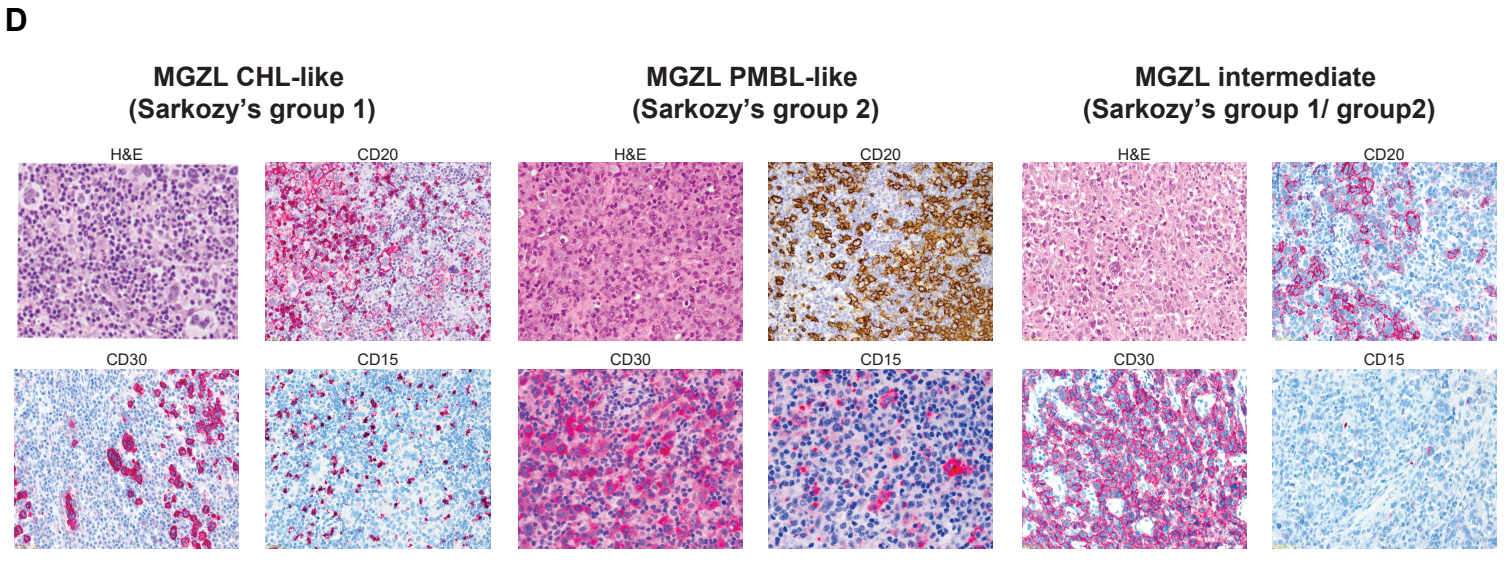 D
MGZL CHL-like
(Sarkozy's group 1)
MGZL PMBL-like
(Sarkozy's group 2)
MGZL intermediate
(Sarkozy's group 1/ group2)
H&E
CD20
H&E
CD20
H&E
CD20
CD30
CD15
CD30
CD15
CD30
CD15